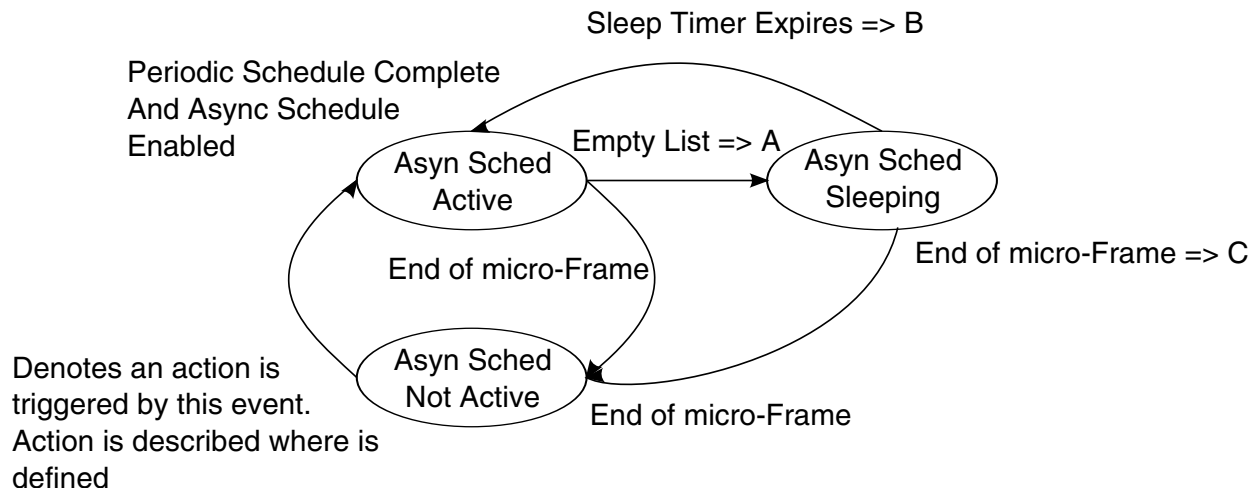 Sleep Timer Expires => B
Periodic Schedule Complete
And Async Schedule
Enabled
Empty List => A
Asyn Sched
Active
Asyn Sched
Sleeping
End of micro-Frame => C
End of micro-Frame
Asyn Sched
Not Active
Denotes an action is
triggered by this event.
Action is described where is
defined
End of micro-Frame